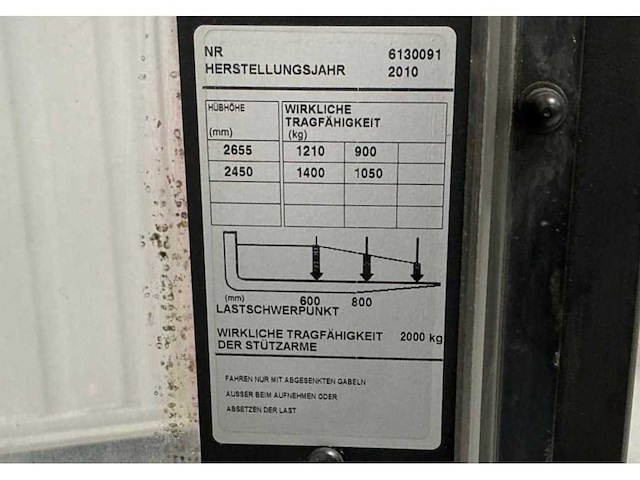 NR 6130091
HERSTELLUNGSJAHR 2010
HÜBHÖHE WIRKLICHE
TRAGFÄHIGKEIT
(mm) (kg)
2655 1210 900
2450 1400 1050
(mm) 600 800
LASTSCHWERPUNKT
WIRKLICHE TRAGFÄHIGKEIT 2000 kg
DER STÜTZARME
FAHREN NUR MIT ABGESENKTEN GABELN
AUSSER BEIM AUFNEHMEN ODER
ABSETZEN DER LAST